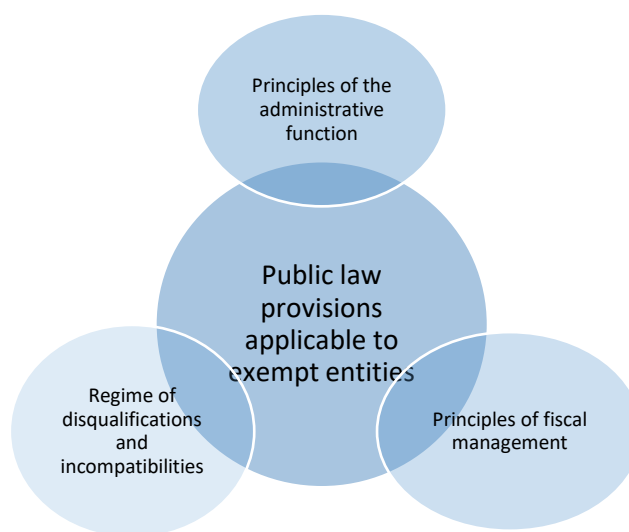 Principles of the
administrative
function
Public law
provisions
applicable to
exempt entities
Regime of
disqualifications
and
incompatibilities
Principles of fiscal
management